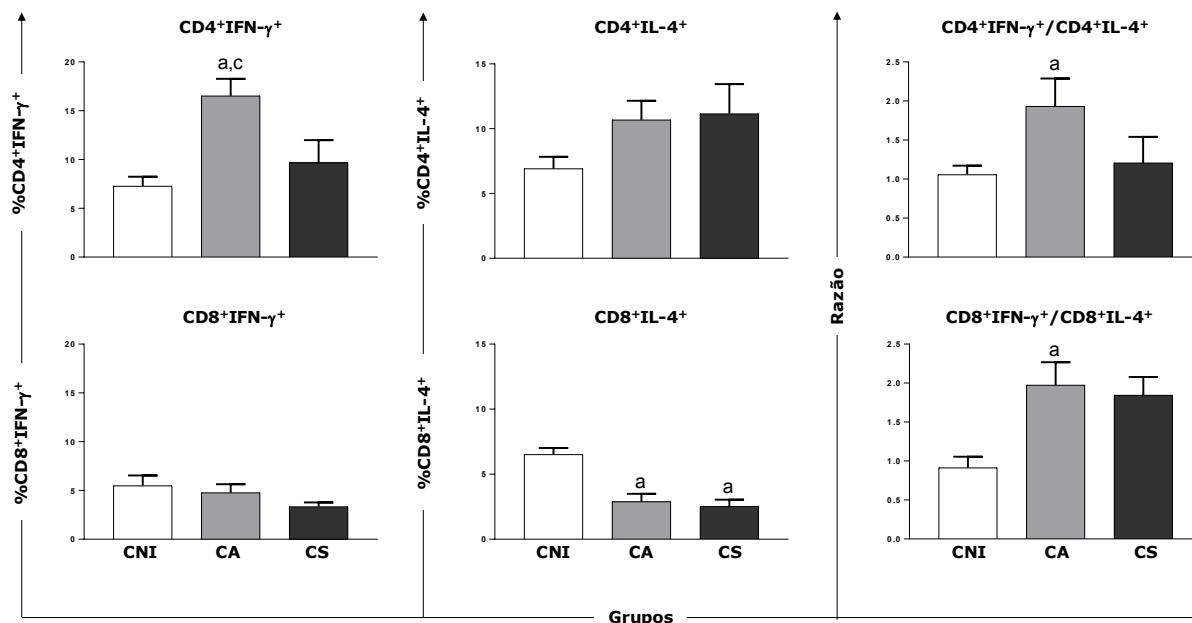 CD4⁺IFN-γ⁺
CD4⁺IL-4⁺
CD4⁺IFN-γ⁺/CD4⁺IL-4⁺
%CD4⁺IFN-γ⁺
20
15
10
5
0
a,c
%CD4⁺IL-4⁺
15
10
5
0
2.5
2.0
1.5
1.0
0.5
0.0
a
Razão
CD8⁺IFN-γ⁺
CD8⁺IL-4⁺
CD8⁺IFN-γ⁺/CD8⁺IL-4⁺
%CD8⁺IFN-γ⁺
20
15
10
5
0
CNI CA CS
%CD8⁺IL-4⁺
15
10
5
0
a a
CNI CA CS
2.5
2.0
1.5
1.0
0.5
0.0
a
CNI CA CS
Grupos